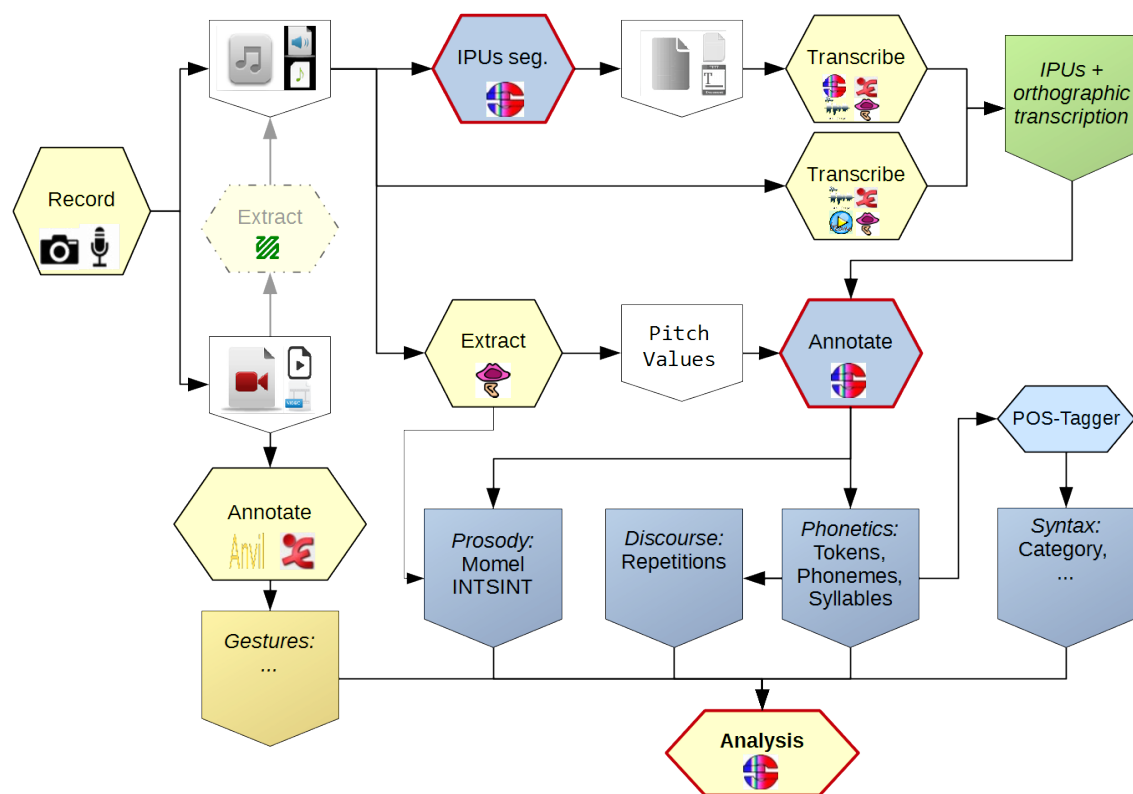 IPUs seg.
Transcribe
IPUs +
orthographic
transcription
Record
Extract
Transcribe
Extract
Pitch
Values
Annotate
POS-Tagger
Annotate
Anvil
Prosody:
Momel
INTSINT
Discourse:
Repetitions
Phonetics:
Tokens,
Phonemes,
Syllables
Syntax:
Category,
...
Gestures:
...
Analysis